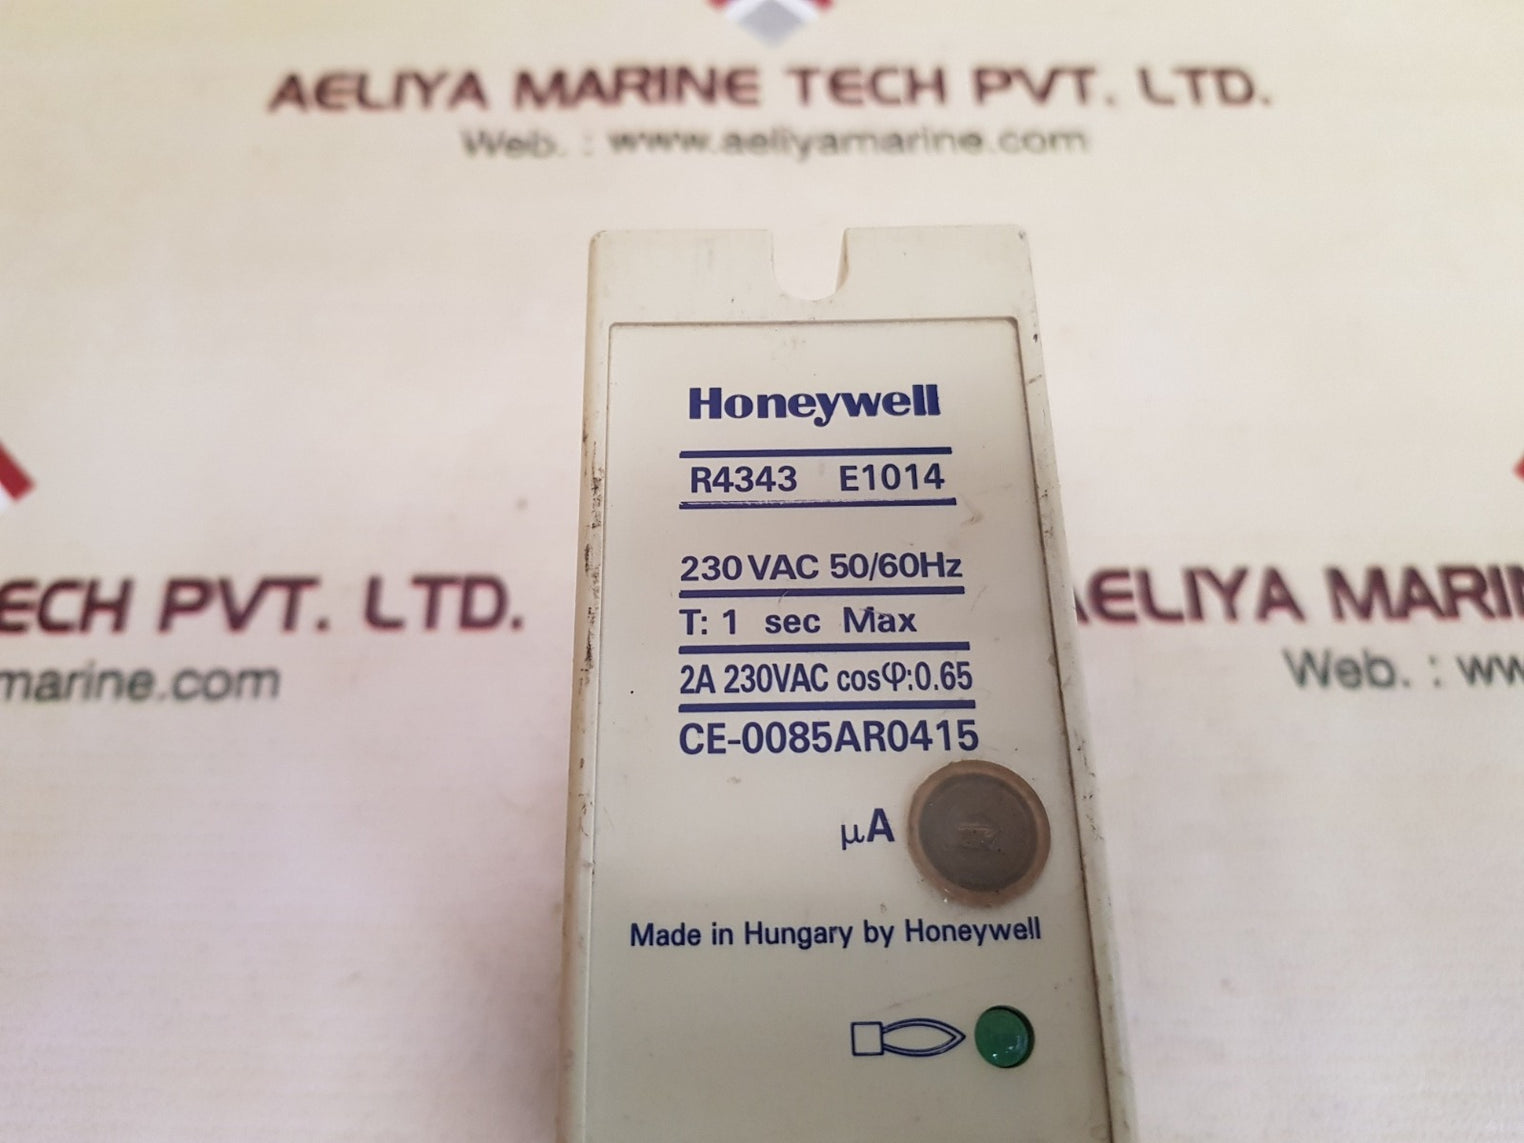 AELIYA MARINE TECH PVT. LTD.
Web. : www.aeliyamarine.com
Honeywell
R4343 E1014
230 VAC 50/60Hz
T: 1 sec Max
2A 230VAC cosφ:0.65
CE-0085AR0415
µA
Made in Hungary by Honeywell
ECH PVT. LTD.
marine.com
AELIYA MARIN
Web. : ww